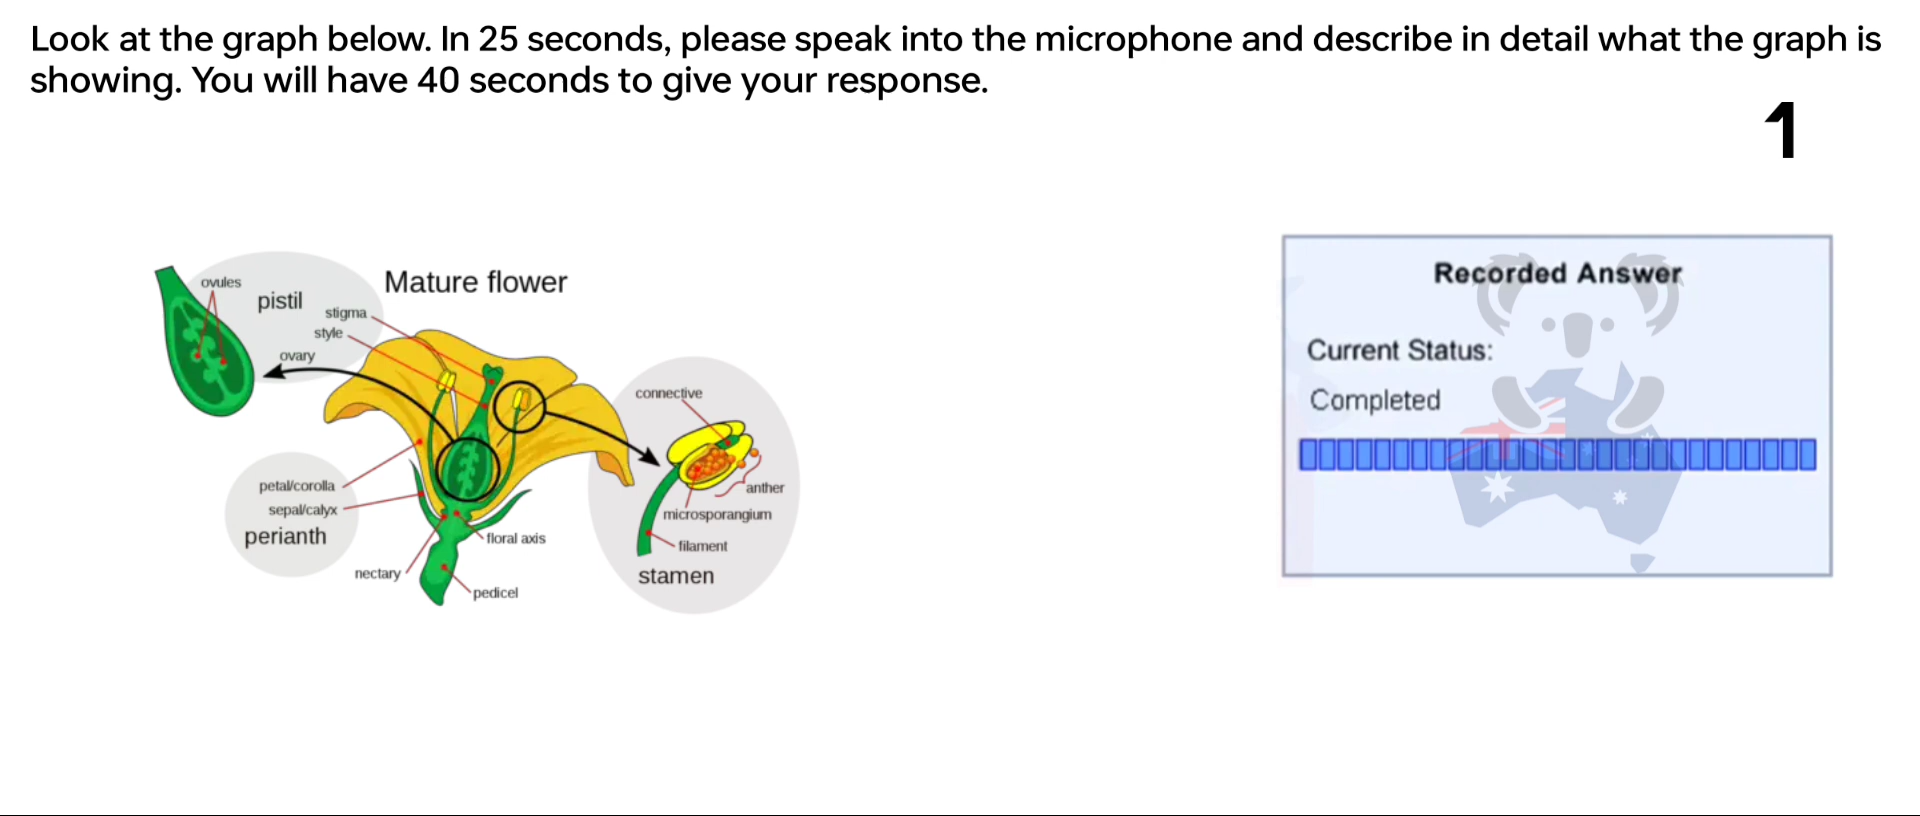 Look at the graph below. In 25 seconds, please speak into the microphone and describe in detail what the graph is
showing. You will have 40 seconds to give your response.
1
Mature flower
ovules
pistil
stigma
style
ovary
petal/corolla
sepal/calyx
perianth
nectary
floral axis
pedicel
connective
anther
microsporangium
filament
stamen
Recorded Answer
Current Status:
Completed